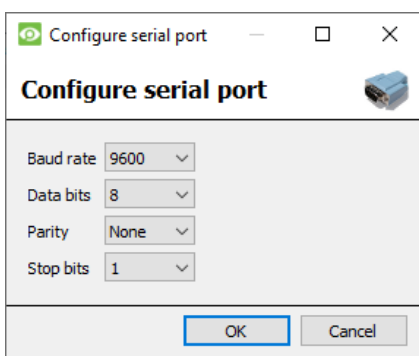 Configure serial port
Configure serial port
Baud rate 9600
Data bits 8
Parity None
Stop bits 1
OK Cancel